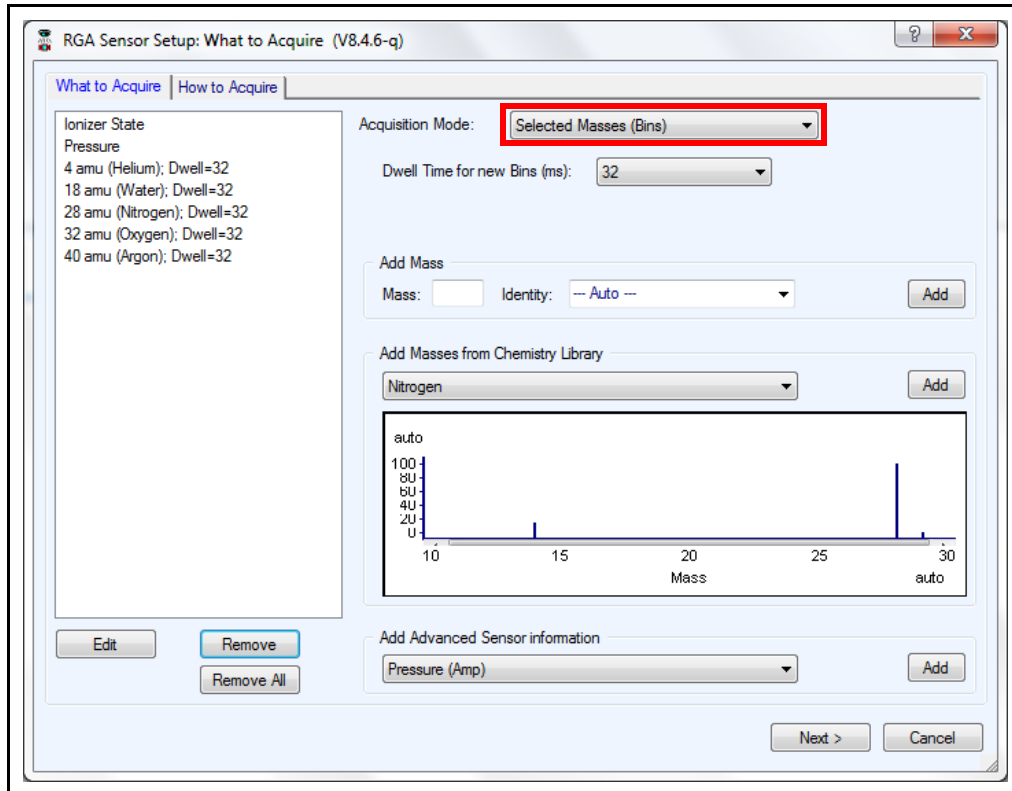 RGA Sensor Setup: What to Acquire (V8.4.6-q)
What to Acquire How to Acquire
Ionizer State
Pressure
4 amu (Helium); Dwell=32
18 amu (Water); Dwell=32
28 amu (Nitrogen); Dwell=32
32 amu (Oxygen); Dwell=32
40 amu (Argon); Dwell=32
Edit Remove
Remove All
Acquisition Mode: Selected Masses (Bins)
Dwell Time for new Bins (ms): 32
Add Mass
Mass: Identity: --- Auto --- Add
Add Masses from Chemistry Library
Nitrogen Add
auto
100
80
60
40
20
0
10 15 20 25 30
Mass auto
Add Advanced Sensor information
Pressure (Amp) Add
Next > Cancel